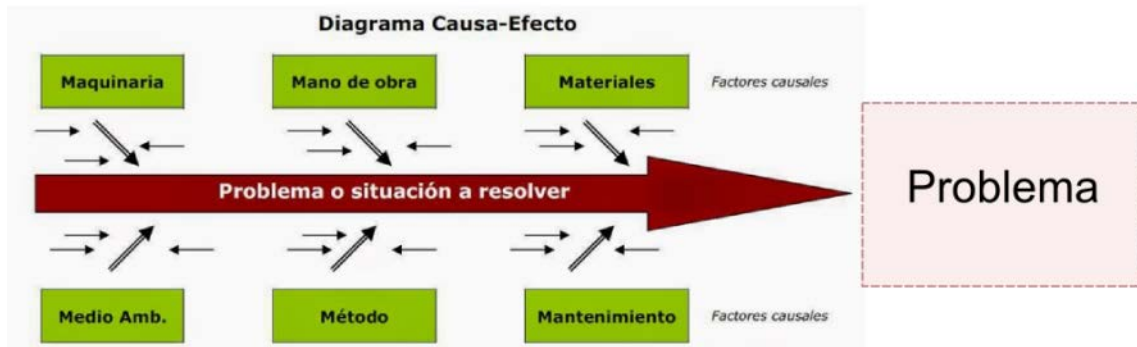 Diagrama Causa-Efecto
Maquinaria
Mano de obra
Materiales
Factores causales
Problema o situación a resolver
Problema
Medio Amb.
Método
Mantenimiento
Factores causales